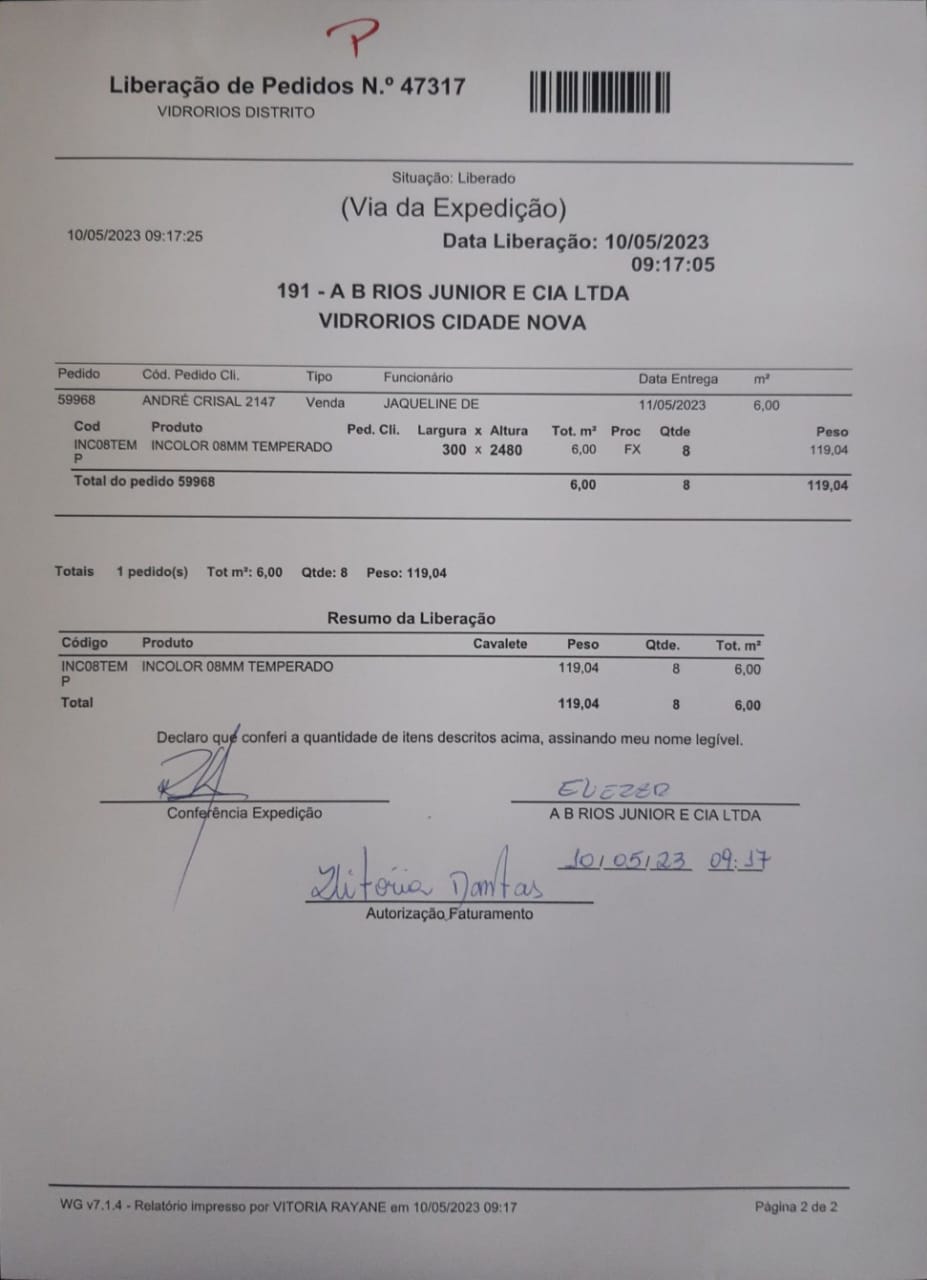 P
Liberação de Pedidos N.º 47317
VIDRORIOS DISTRITO
Situação: Liberado
(Via da Expedição)
10/05/2023 09:17:25
Data Liberação: 10/05/2023
09:17:05
191 - A B RIOS JUNIOR E CIA LTDA
VIDRORIOS CIDADE NOVA
Pedido Cód. Pedido Cli. Tipo Funcionário Data Entrega m²
59968 ANDRÉ CRISAL 2147 Venda JAQUELINE DE 11/05/2023 6,00
Cod Produto Ped. Cli. Largura x Altura Tot. m² Proc Qtde Peso
INC08TEM INCOLOR 08MM TEMPERADO 300 x 2480 6,00 FX 8 119,04
P
Total do pedido 59968 6,00 8 119,04
Totais 1 pedido(s) Tot m²: 6,00 Qtde: 8 Peso: 119,04
Resumo da Liberação
Código Produto Cavalete Peso Qtde. Tot. m²
INC08TEM INCOLOR 08MM TEMPERADO 119,04 8 6,00
P
Total 119,04 8 6,00
Declaro que conferi a quantidade de itens descritos acima, assinando meu nome legível.
ELEZER
Conferência Expedição A B RIOS JUNIOR E CIA LTDA
10/05/23 09:17
Vitória Dantas
Autorização Faturamento
WG v7.1.4 - Relatório impresso por VITORIA RAYANE em 10/05/2023 09:17 Página 2 de 2